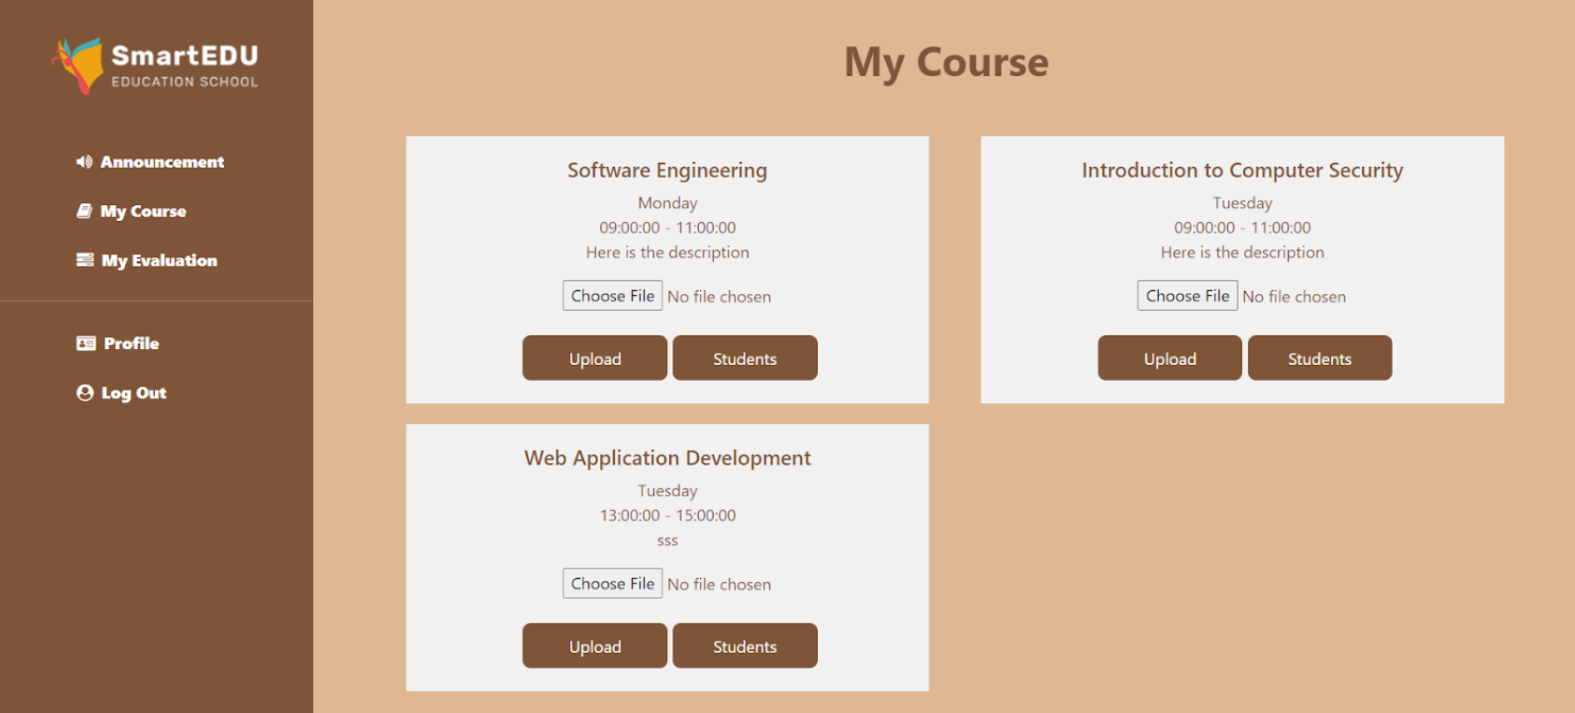 SmartEDU
EDUCATION SCHOOL
Announcement
My Course
My Evaluation
Profile
Log Out
My Course
Software Engineering
Monday
09:00:00 - 11:00:00
Here is the description
Choose File No file chosen
Upload Students
Introduction to Computer Security
Tuesday
09:00:00 - 11:00:00
Here is the description
Choose File No file chosen
Upload Students
Web Application Development
Tuesday
13:00:00 - 15:00:00
sss
Choose File No file chosen
Upload Students